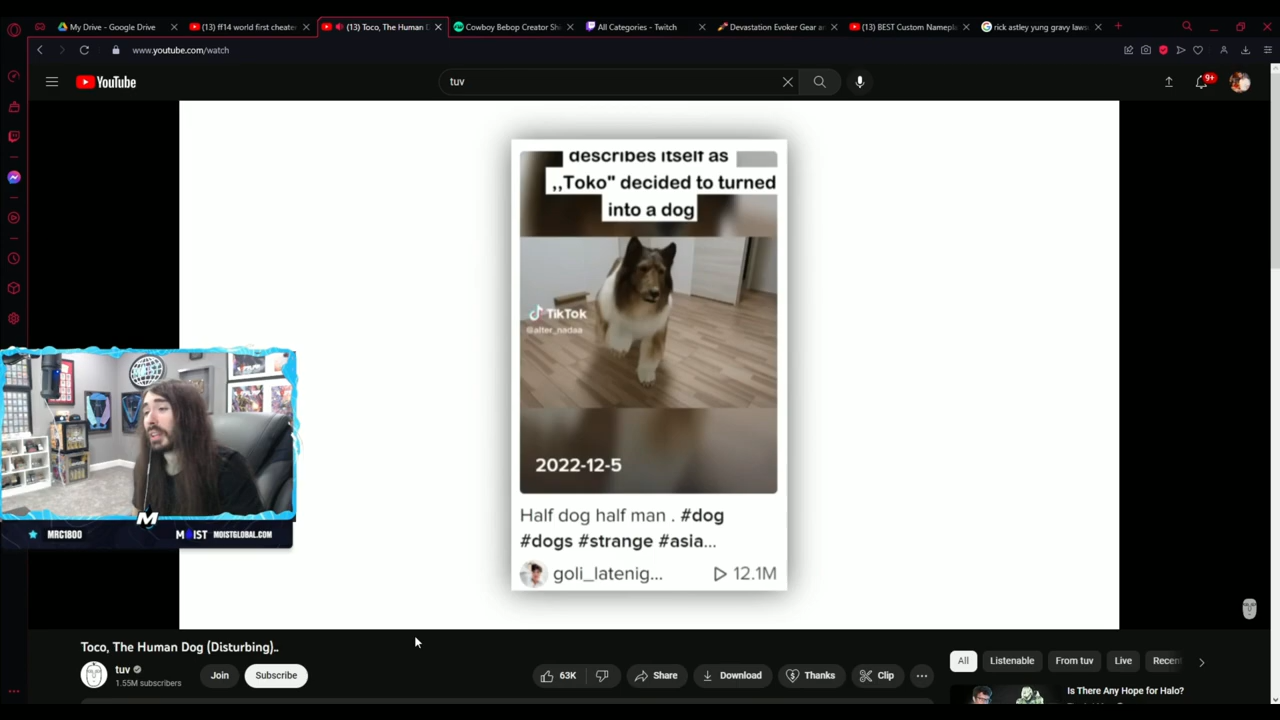 My Drive - Google Drive
(13) ff14 world first cheater
(13) Toco, The Human D
Cowboy Bebop Creator Sh
All Categories - Twitch
Devastation Evoker Gear an
(13) BEST Custom Namepl
rick astley yung gravy laws
www.youtube.com/watch
YouTube
tuv
9+
describes itself as
,,Toko" decided to turned
into a dog
TikTok
@alter_nadaa
2022-12-5
Half dog half man . #dog
#dogs #strange #asia...
goli_latenig...
12.1M
MRC1800
MOIST
MOISTGLOBAL.COM
Toco, The Human Dog (Disturbing)..
tuv
1.55M subscribers
Join
Subscribe
63K
Share
Download
Thanks
Clip
All
Listenable
From tuv
Live
Recent
Is There Any Hope for Halo?